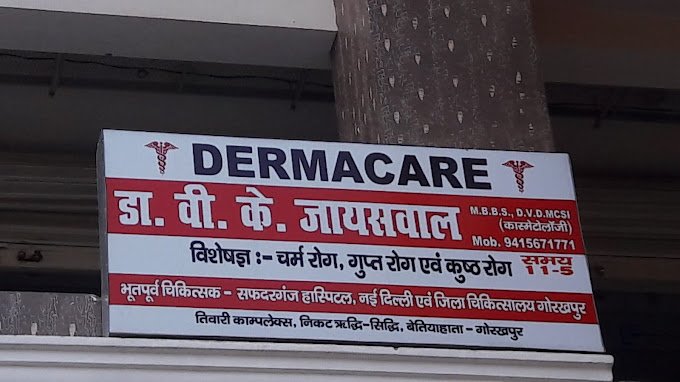 DERMACARE
डा. वी. के. जायसवाल
M.B.B.S., D.V.D.MCSI
(कास्मेटोलॉजी)
Mob. 9415671771
विशेषज्ञ :- चर्म रोग, गुप्त रोग एवं कुष्ठ रोग
समय
11-5
भूतपूर्व चिकित्सक - सफदरगंज हास्पिटल, नई दिल्ली एवं जिला चिकित्सालय गोरखपुर
तिवारी काम्पलेक्स, निकट ऋद्धि-सिद्धि, बेतियाहाता - गोरखपुर